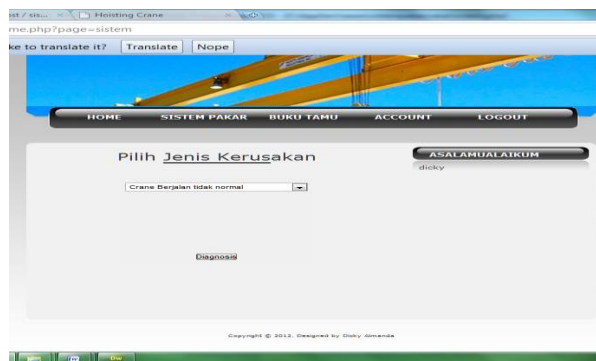 Hoisting Crane
me.php?page=sistem
ke to translate it? Translate Nope
HOME SISTEM PAKAR BUKU TAMU ACCOUNT LOGOUT
Pilih Jenis Kerusakan
ASALAMUALAIKUM
dicky
Crane Berjalan tidak normal
Diagnosis
Copyright © 2012. Designed by Dicky Almanda